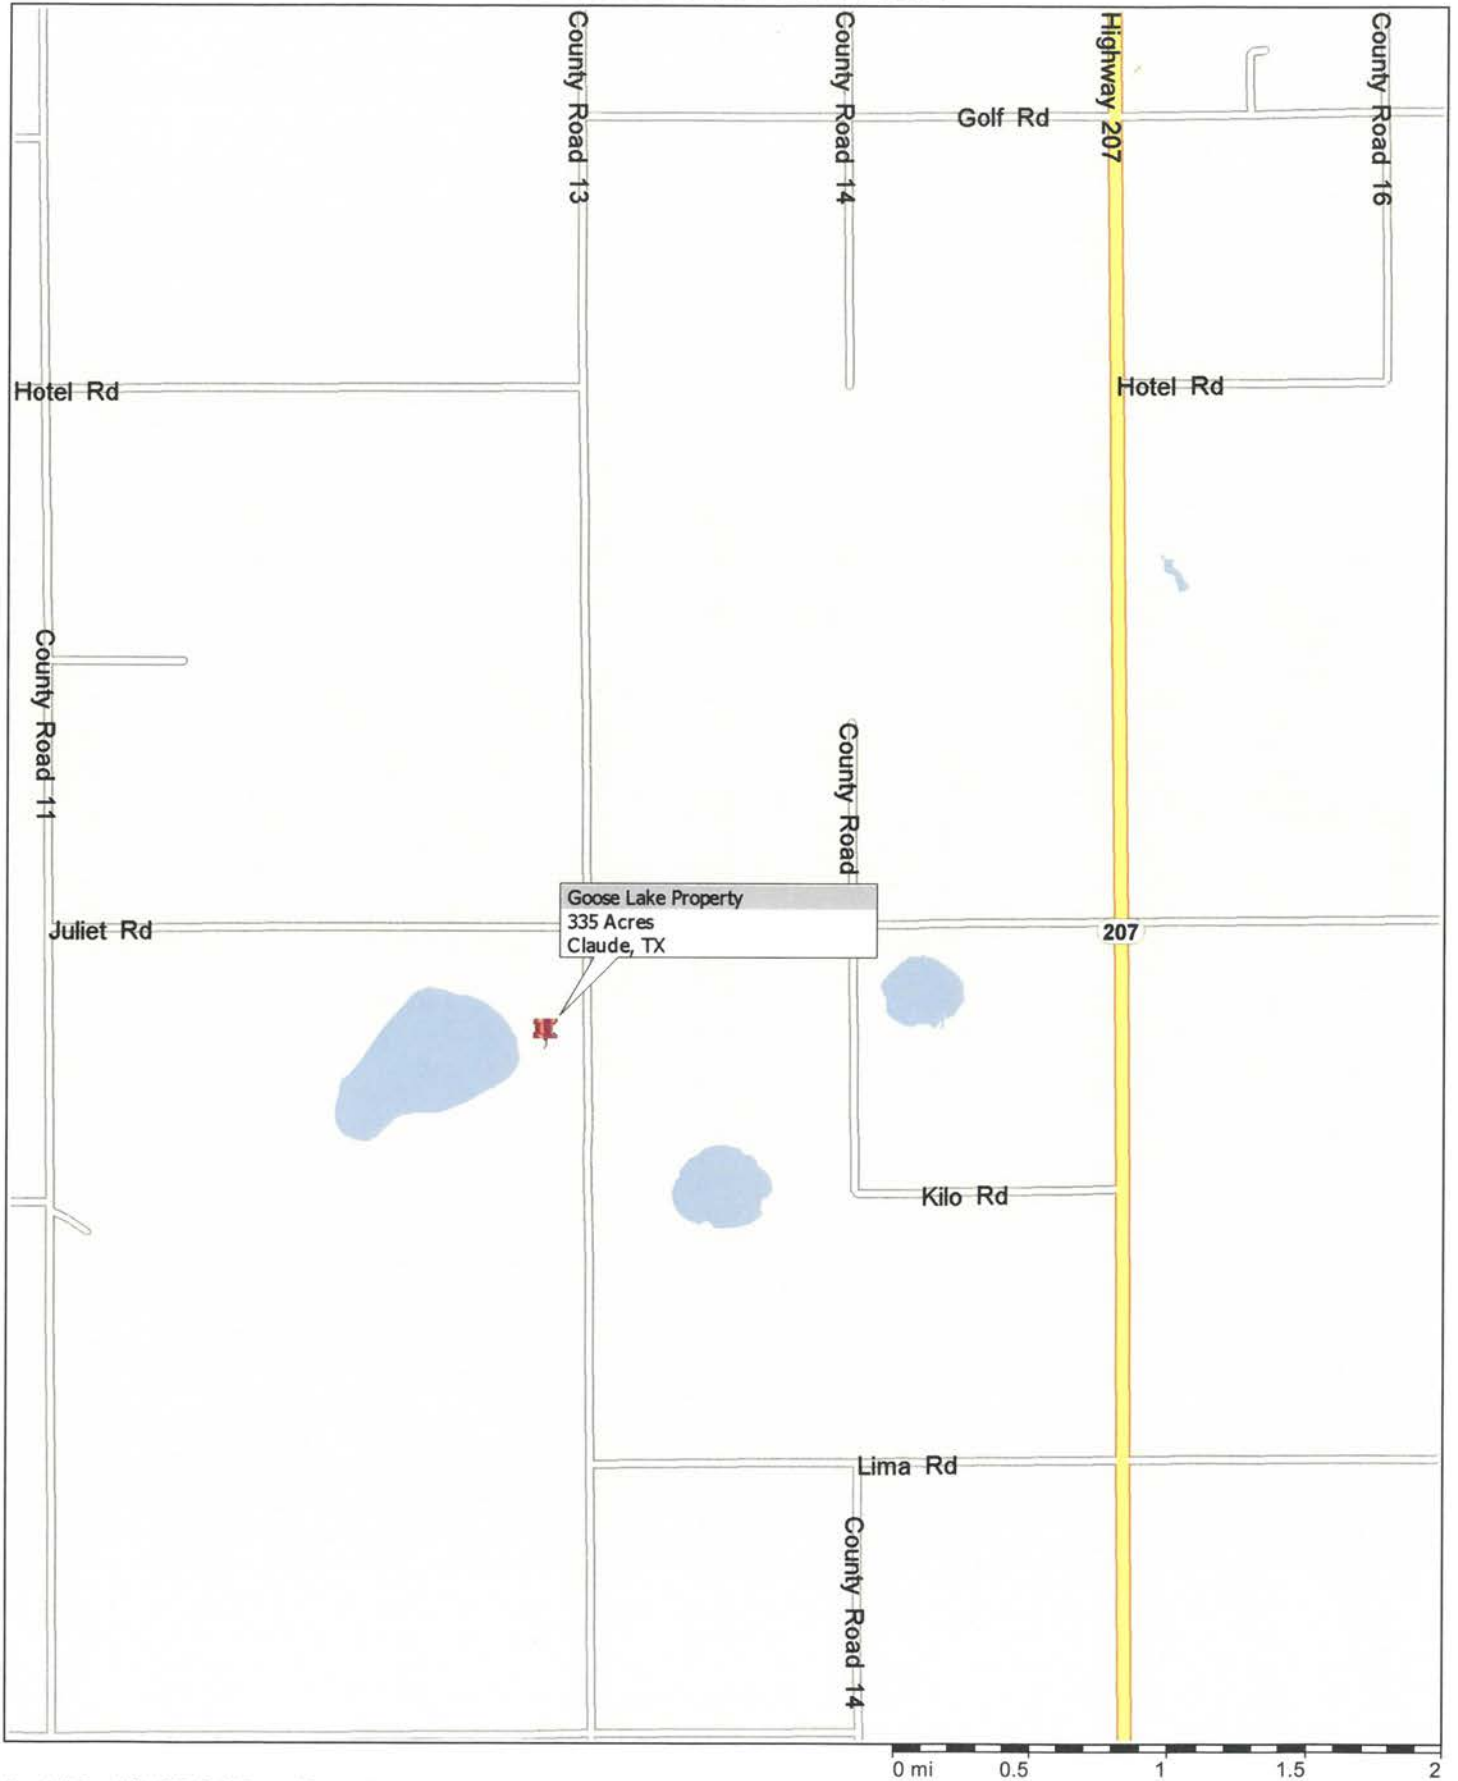 County Road 13
County Road 14
Highway 207
County Road 16
Golf Rd
Hotel Rd
Hotel Rd
County Road 11
County Road
Goose Lake Property
335 Acres
Claude, TX
Juliet Rd
207
Kilo Rd
Lima Rd
County Road 14
0 mi 0.5 1 1.5 2